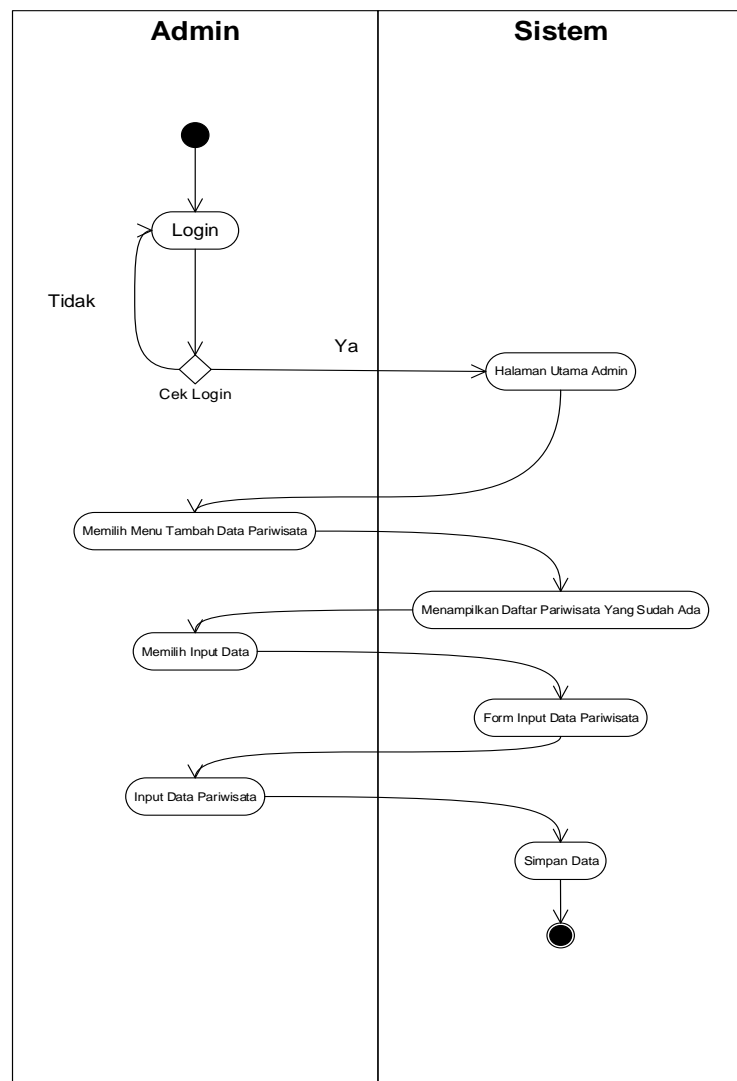 Admin
Sistem
Login
Tidak
Ya
Halaman Utama Admin
Cek Login
Memilih Menu Tambah Data Pariwisata
Menampilkan Daftar Pariwisata Yang Sudah Ada
Memilih Input Data
Form Input Data Pariwisata
Input Data Pariwisata
Simpan Data